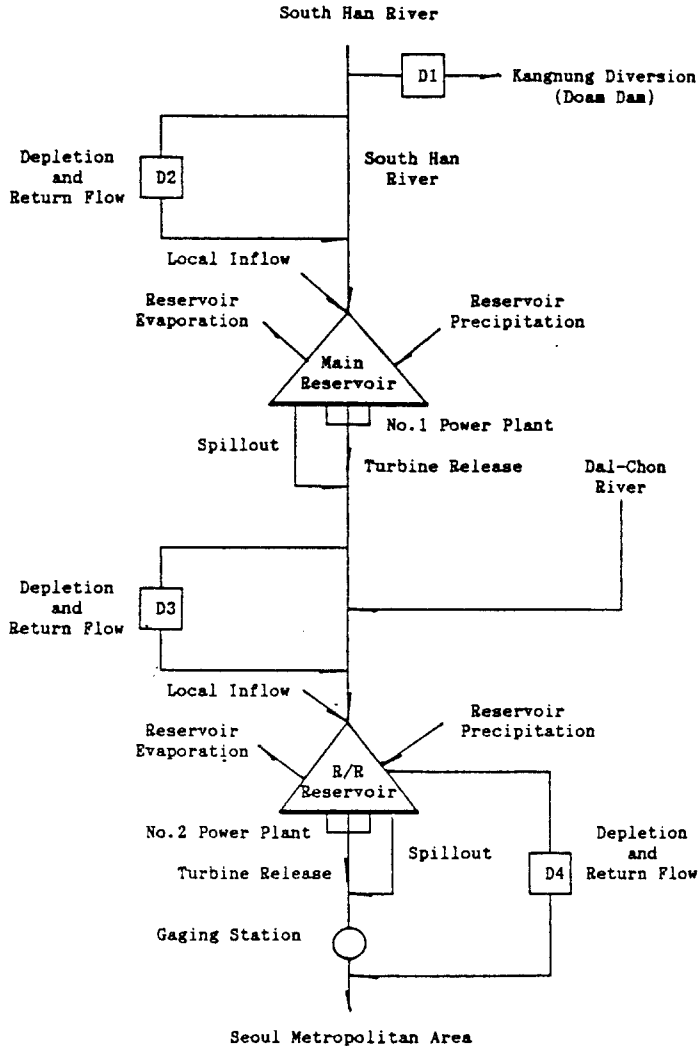 South Han River
D1
Kangnung Diversion
(Doam Dam)
Depletion
and
Return Flow
D2
South Han
River
Local Inflow
Reservoir
Evaporation
Reservoir
Precipitation
Main
Reservoir
No.1 Power Plant
Spillout
Turbine Release
Dal-Chon
River
Depletion
and
Return Flow
D3
Local Inflow
Reservoir
Evaporation
Reservoir
Precipitation
R/R
Reservoir
No.2 Power Plant
Spillout
Turbine Release
Depletion
and
Return Flow
D4
Gaging Station
Seoul Metropolitan Area